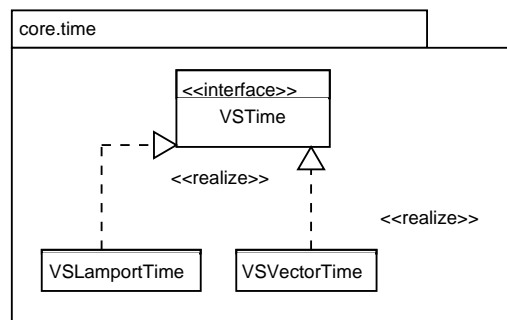 core.time
<<interface>>
VSTime
<<realize>>
<<realize>>
VSLamportTime
VSVectorTime